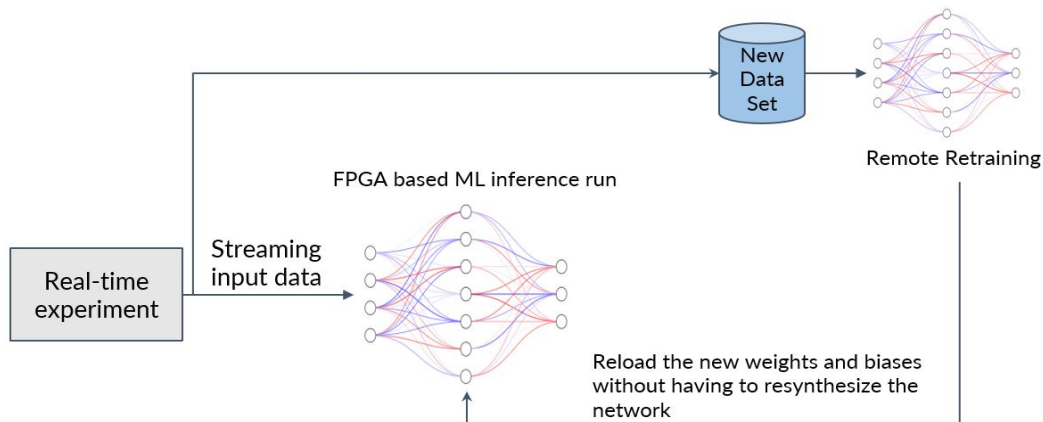 New
Data
Set
Remote Retraining
FPGA based ML inference run
Streaming
input data
Real-time
experiment
Reload the new weights and biases
without having to resynthesize the
network